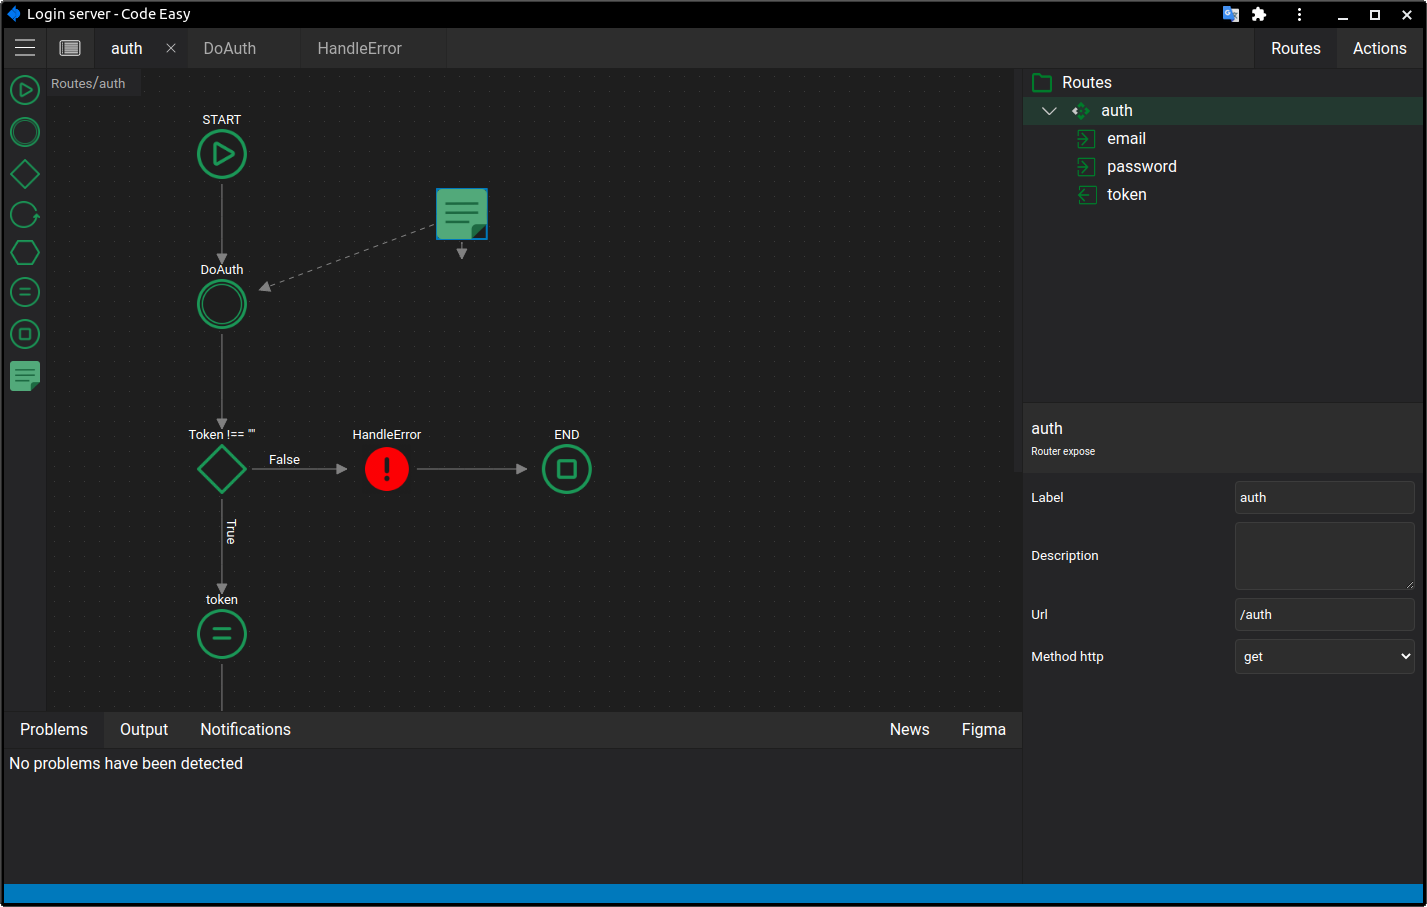 Login server - Code Easy
auth
DoAuth
HandleError
Routes
Actions
Routes/auth
START
DoAuth
Token !== ""
False
HandleError
END
True
token
Routes
auth
email
password
token
auth
Router expose
Label
auth
Description
Url
/auth
Method http
get
Problems
Output
Notifications
News
Figma
No problems have been detected